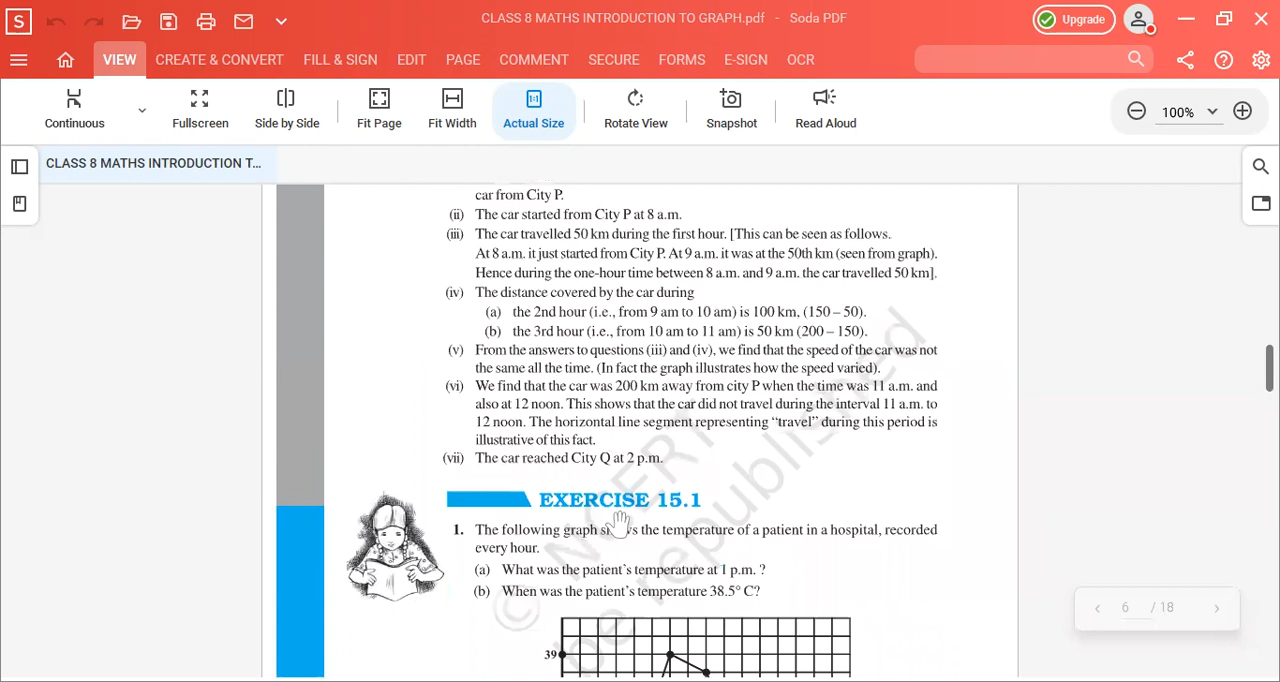 S
CLASS 8 MATHS INTRODUCTION TO GRAPH.pdf - Soda PDF
Upgrade
VIEW CREATE & CONVERT FILL & SIGN EDIT PAGE COMMENT SECURE FORMS E-SIGN OCR
Continuous Fullscreen Side by Side Fit Page Fit Width 1:1 Actual Size Rotate View Snapshot Read Aloud 100%
CLASS 8 MATHS INTRODUCTION T...
car from City P.
(ii) The car started from City P at 8 a.m.
(iii) The car travelled 50 km during the first hour. [This can be seen as follows.
At 8 a.m. it just started from City P. At 9 a.m. it was at the 50th km (seen from graph).
Hence during the one-hour time between 8 a.m. and 9 a.m. the car travelled 50 km].
(iv) The distance covered by the car during
(a) the 2nd hour (i.e., from 9 am to 10 am) is 100 km, (150 – 50).
(b) the 3rd hour (i.e., from 10 am to 11 am) is 50 km (200 – 150).
(v) From the answers to questions (iii) and (iv), we find that the speed of the car was not
the same all the time. (In fact the graph illustrates how the speed varied).
(vi) We find that the car was 200 km away from city P when the time was 11 a.m. and
also at 12 noon. This shows that the car did not travel during the interval 11 a.m. to
12 noon. The horizontal line segment representing “travel” during this period is
illustrative of this fact.
(vii) The car reached City Q at 2 p.m.
EXERCISE 15.1
1. The following graph the temperature of a patient in a hospital, recorded
every hour.
(a) What was the patient’s temperature at 1 p.m. ?
(b) When was the patient’s temperature 38.5° C?
39
© NCERT
be republished
6 / 18